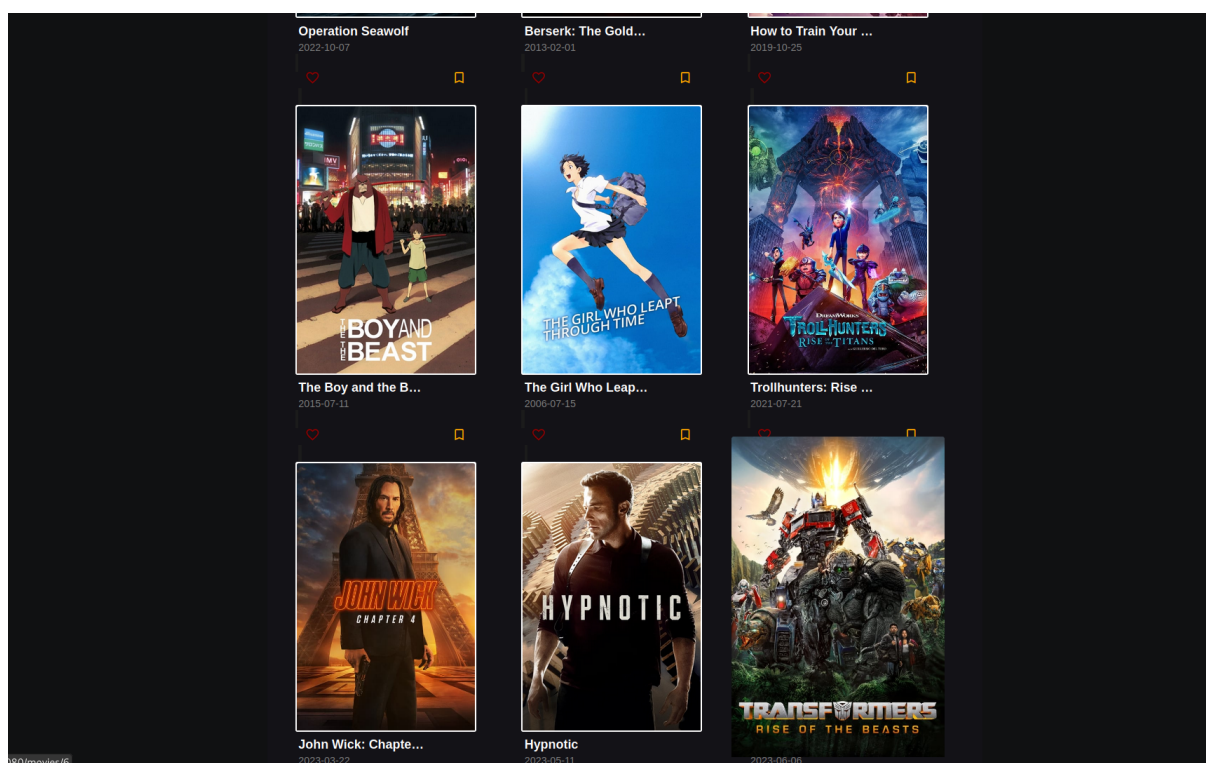 Operation Seawolf
Berserk: The Gold…
How to Train Your …
2022-10-07
2013-02-01
2019-10-25
IMV
THE BOY AND
THE BEAST
THE GIRL WHO LEAPT
THROUGH TIME
DREAMWORKS
TROLLHUNTERS
RISE OF THE TITANS
The Boy and the B…
The Girl Who Leap…
Trollhunters: Rise …
2015-07-11
2006-07-15
2021-07-21
JOHN WICK
CHAPTER 4
HYPNOTIC
TRANSFORMERS
RISE OF THE BEASTS
John Wick: Chapte…
Hypnotic
2023-03-22
2023-05-11
2023-06-06
080/movies/6